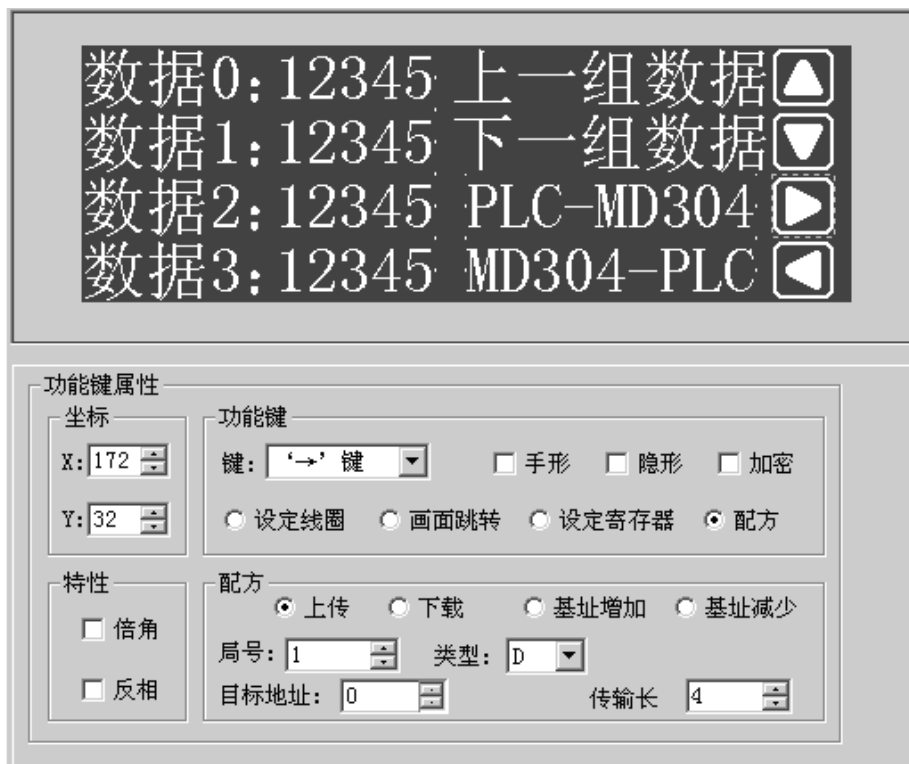 数据0:12345 上一组数据
数据1:12345 下一组数据
数据2:12345 PLC-MD304
数据3:12345 MD304-PLC
功能键属性
坐标
X:172
Y:32
功能键
键: ‘→’键 手形 隐形 加密
设定线圈 画面跳转 设定寄存器 配方
特性
倍角
反相
配方
上传 下载 基址增加 基址减少
局号: 1 类型: D
目标地址: 0 传输长 4